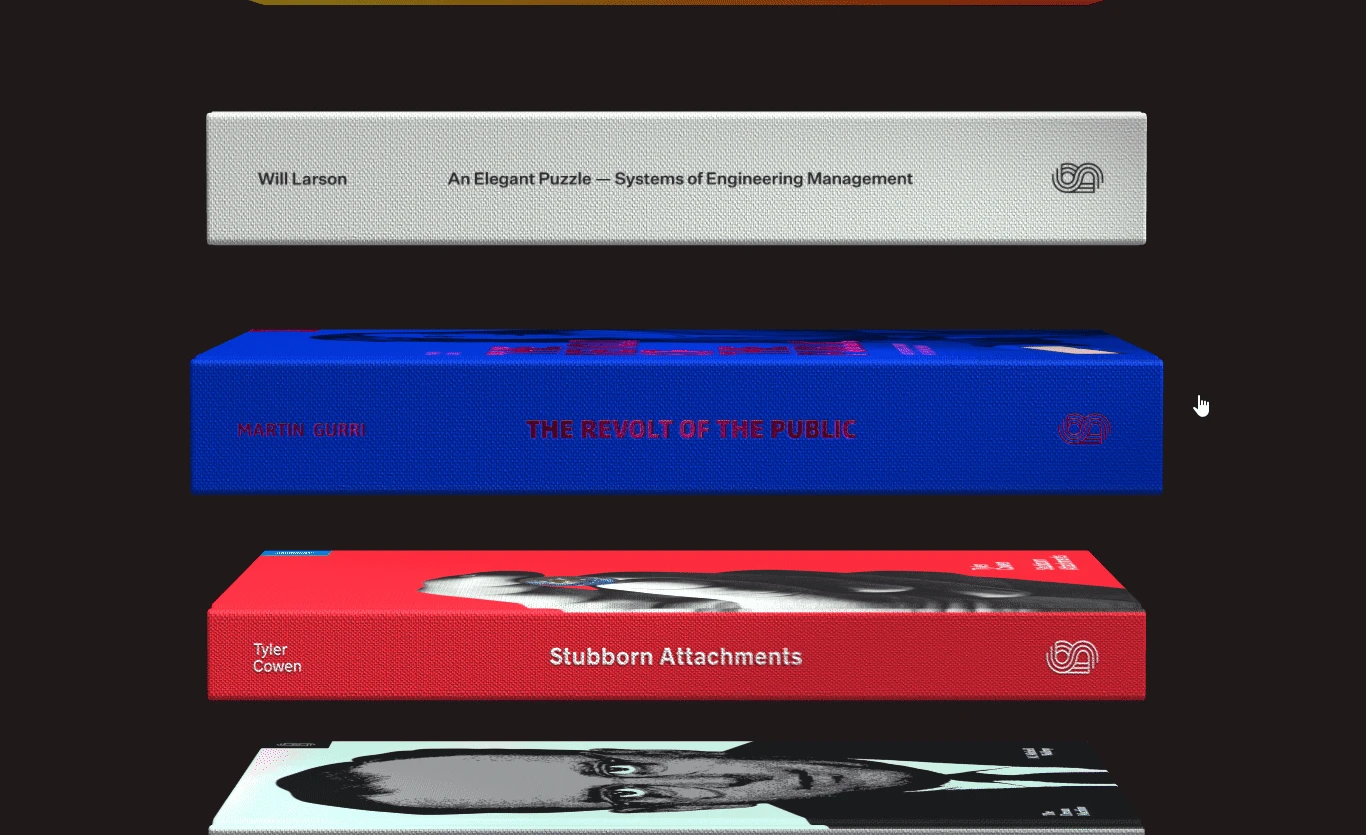 Will Larson
An Elegant Puzzle — Systems of Engineering Management
MARTIN GURRI
THE REVOLT OF THE PUBLIC
Tyler
Cowen
Stubborn Attachments